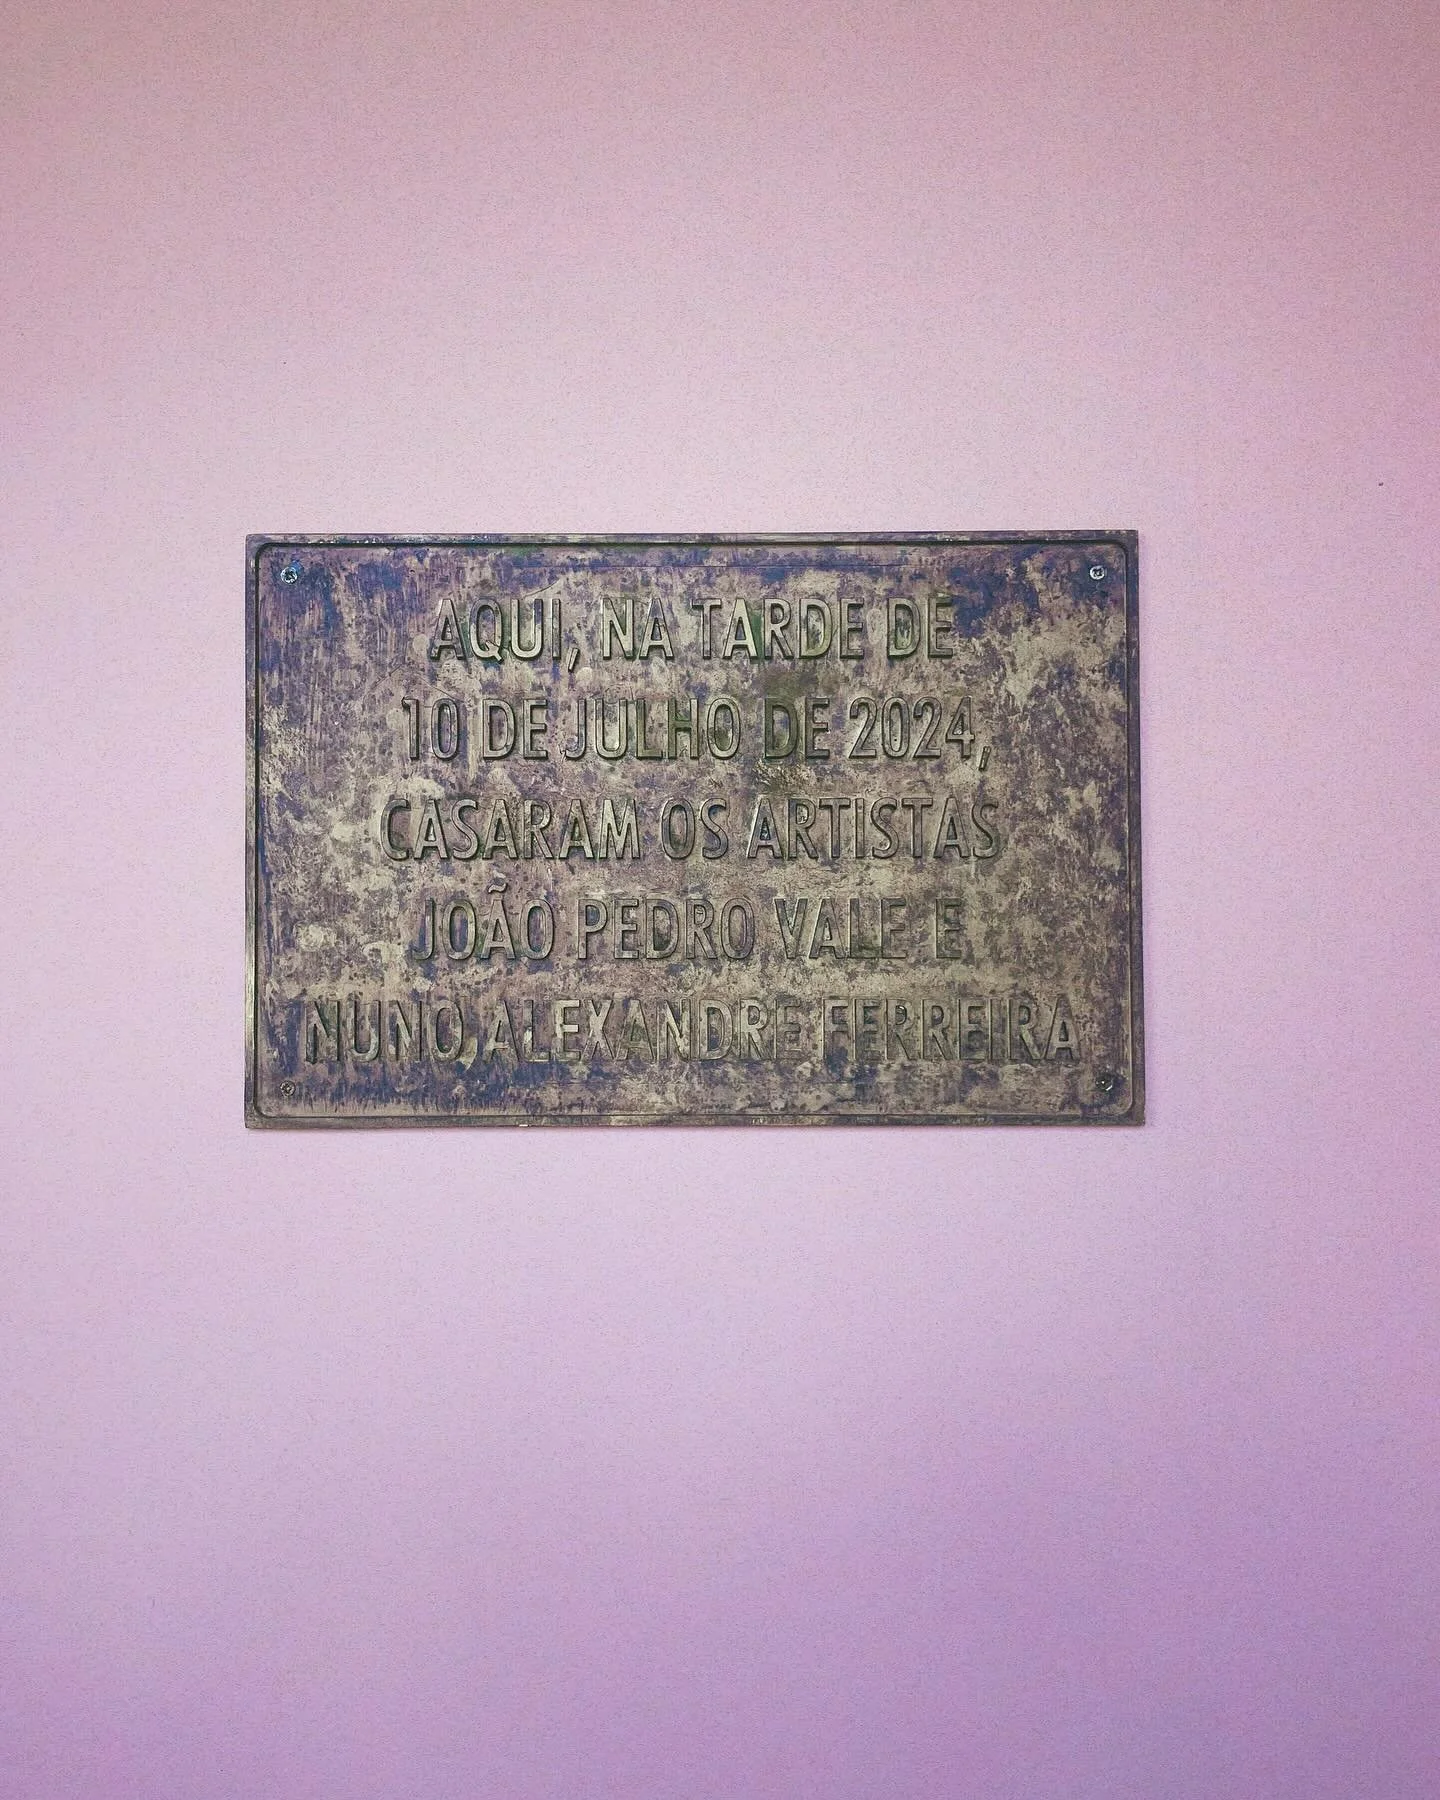 AQUI, NA TARDE DE
10 DE JULHO DE 2024,
CASARAM OS ARTISTAS
JOÃO PEDRO VALE E
NUNO ALEXANDRE FERREIRA